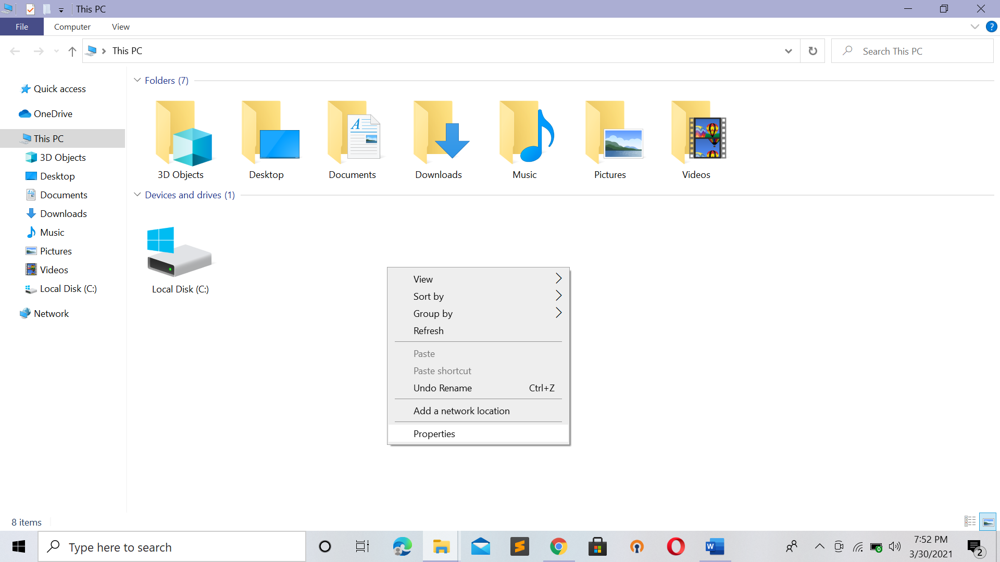 This PC
File Computer View
?
This PC
Search This PC
Quick access
OneDrive
This PC
3D Objects
Desktop
Documents
Downloads
Music
Pictures
Videos
Local Disk (C:)
Network
Folders (7)
3D Objects Desktop Documents Downloads Music Pictures Videos
Devices and drives (1)
Local Disk (C:)
View
Sort by
Group by
Refresh
Paste
Paste shortcut
Undo Rename Ctrl+Z
Add a network location
Properties
8 items
Type here to search
7:52 PM
3/30/2021
2